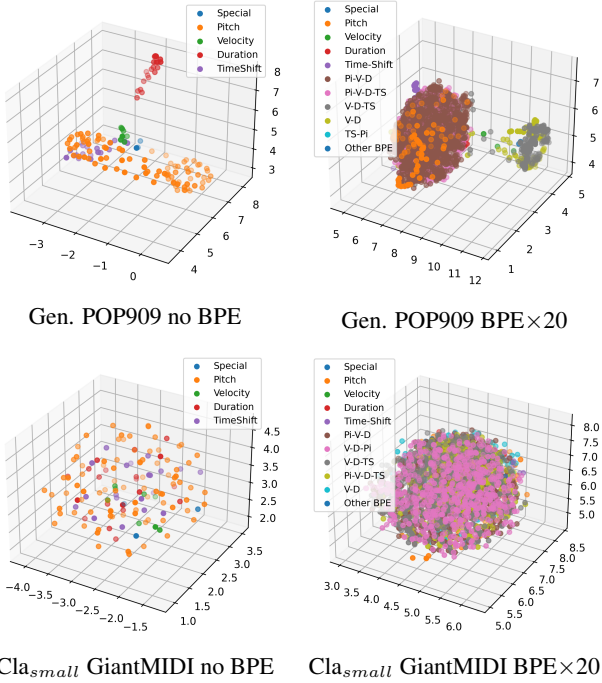 Special
Pitch
Velocity
Duration
TimeShift
8
7
6
5
4
3
−3
−2
−1
0
4
5
6
7
8
Gen. POP909 no BPE
Special
Pitch
Velocity
Duration
Time-Shift
Pi-V-D
Pi-V-D-TS
V-D-TS
V-D
TS-Pi
Other BPE
7
6
5
4
5
6
7
8
9
10
11
12
1
2
3
4
5
Gen. POP909 BPE×20
Special
Pitch
Velocity
Duration
TimeShift
4.5
4.0
3.5
3.0
2.5
2.0
−4.0
−3.5
−3.0
−2.5
−2.0
−1.5
1.0
1.5
2.0
2.5
3.0
3.5
Cla small GiantMIDI no BPE
Special
Pitch
Velocity
Duration
Time-Shift
Pi-V-D
V-D-Pi
V-D-TS
Pi-V-D-TS
V-D
Other BPE
8.0
7.5
7.0
6.5
6.0
5.5
5.0
3.0
3.5
4.0
4.5
5.0
5.5
6.0
5.0
5.5
6.0
6.5
7.0
7.5
8.0
8.5
Cla small GiantMIDI BPE×20